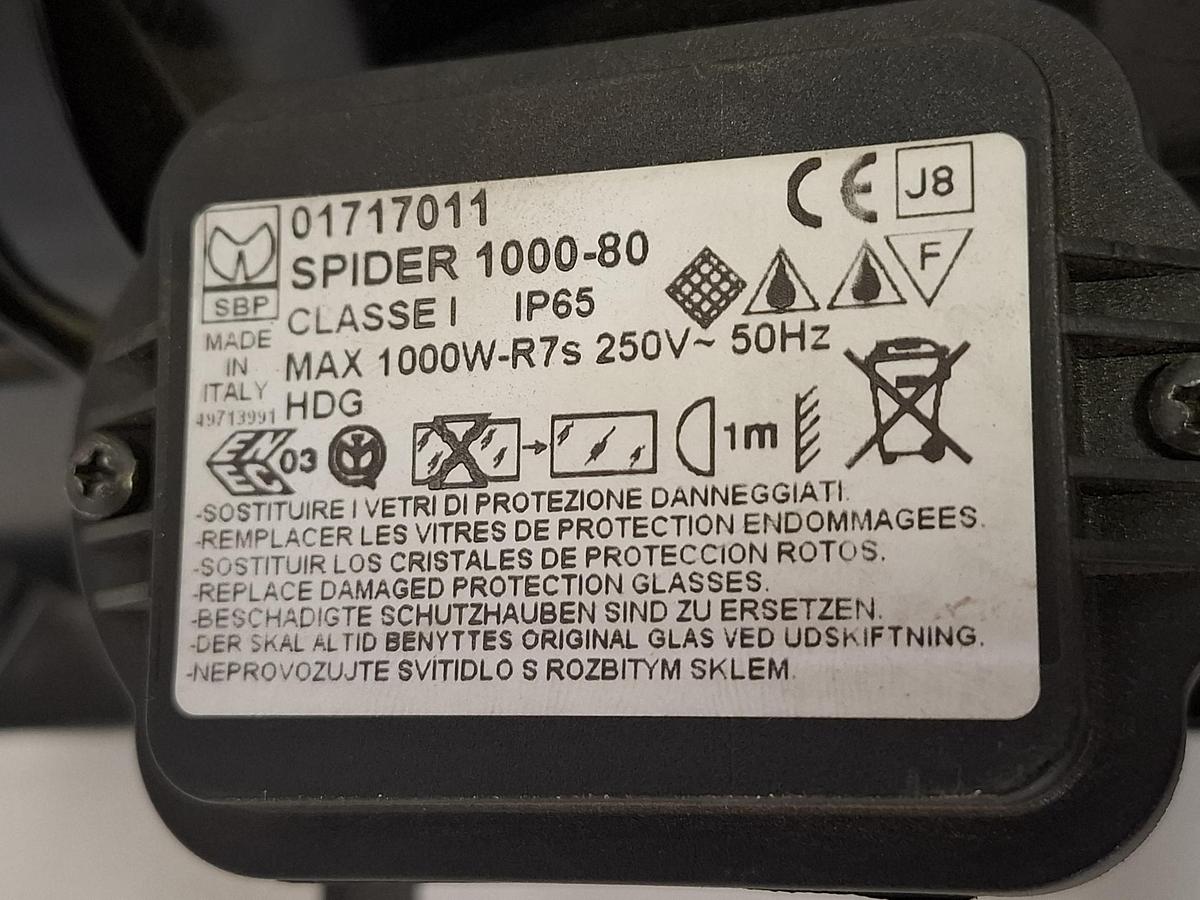 01717011
CE
J8
SPIDER 1000-80
F
SBP
CLASSE I IP65
MADE
IN
ITALY
MAX 1000W-R7s 250V~ 50Hz
49713991
HDG
ENEC 03
1m
-SOSTITUIRE I VETRI DI PROTEZIONE DANNEGGIATI.
-REMPLACER LES VITRES DE PROTECTION ENDOMMAGEES.
-SOSTITUIR LOS CRISTALES DE PROTECCION ROTOS.
-REPLACE DAMAGED PROTECTION GLASSES.
-BESCHADIGTE SCHUTZHAUBEN SIND ZU ERSETZEN.
-DER SKAL ALTID BENYTTES ORIGINAL GLAS VED UDSKIFTNING.
-NEPROVOZUJTE SVITIDLO S ROZBITYM SKLEM.